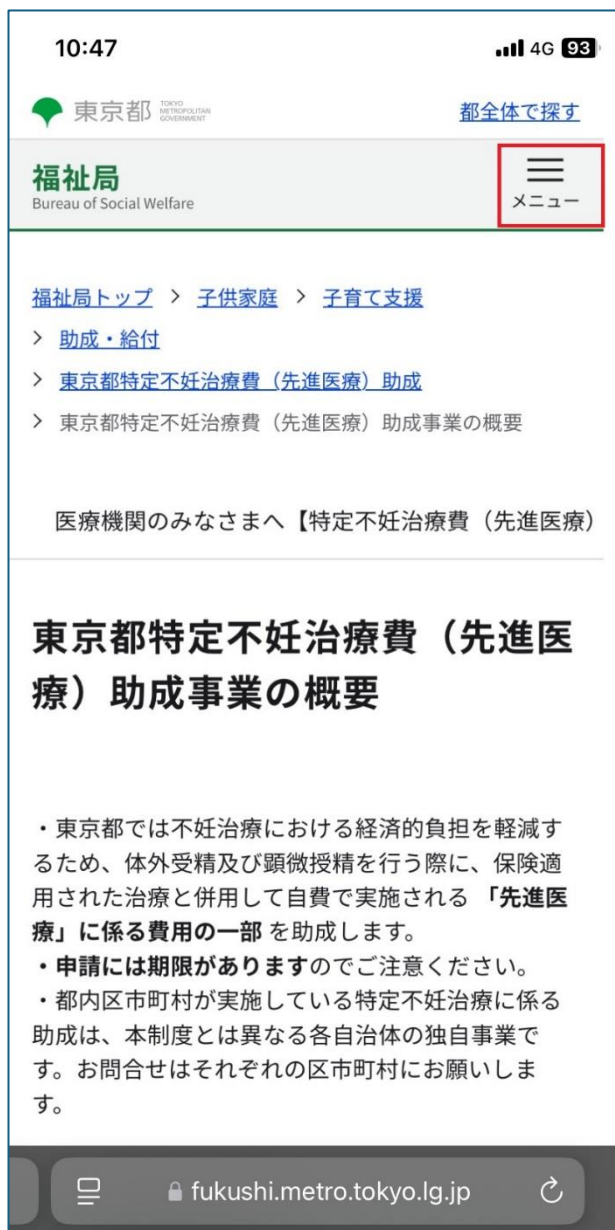 10:47
4G 93
東京都 TOKYO METROPOLITAN GOVERNMENT
都全体で探す
福祉局
Bureau of Social Welfare
メニュー
福祉局トップ > 子供家庭 > 子育て支援
> 助成・給付
> 東京都特定不妊治療費（先進医療）助成
> 東京都特定不妊治療費（先進医療）助成事業の概要
医療機関のみなさまへ【特定不妊治療費（先進医療）
東京都特定不妊治療費（先進医
療）助成事業の概要
・東京都では不妊治療における経済的負担を軽減す
るため、体外受精及び顕微授精を行う際に、保険適
用された治療と併用して自費で実施される 「先進医
療」に係る費用の一部 を助成します。
・申請には期限がありますのでご注意ください。
・都内区市町村が実施している特定不妊治療に係る
助成は、本制度とは異なる各自治体の独自事業で
す。お問合せはそれぞれの区市町村にお願いしま
す。
fukushi.metro.tokyo.lg.jp